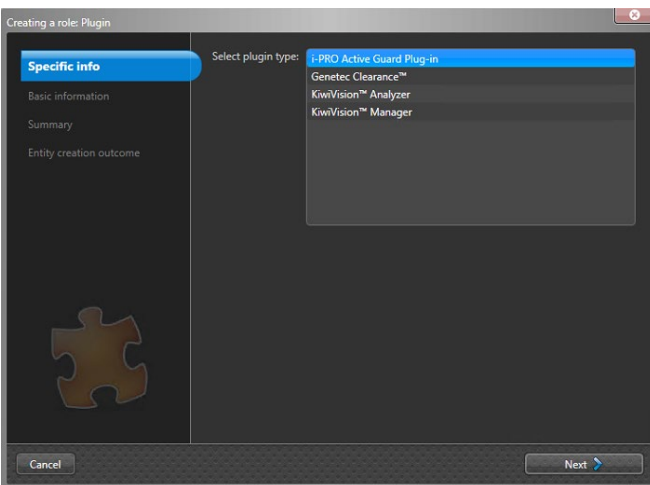 Creating a role: Plugin
Specific info
Basic information
Summary
Entity creation outcome
Select plugin type:
i-PRO Active Guard Plug-in
Genetec Clearance™
KiwiVision™ Analyzer
KiwiVision™ Manager
Cancel
Next